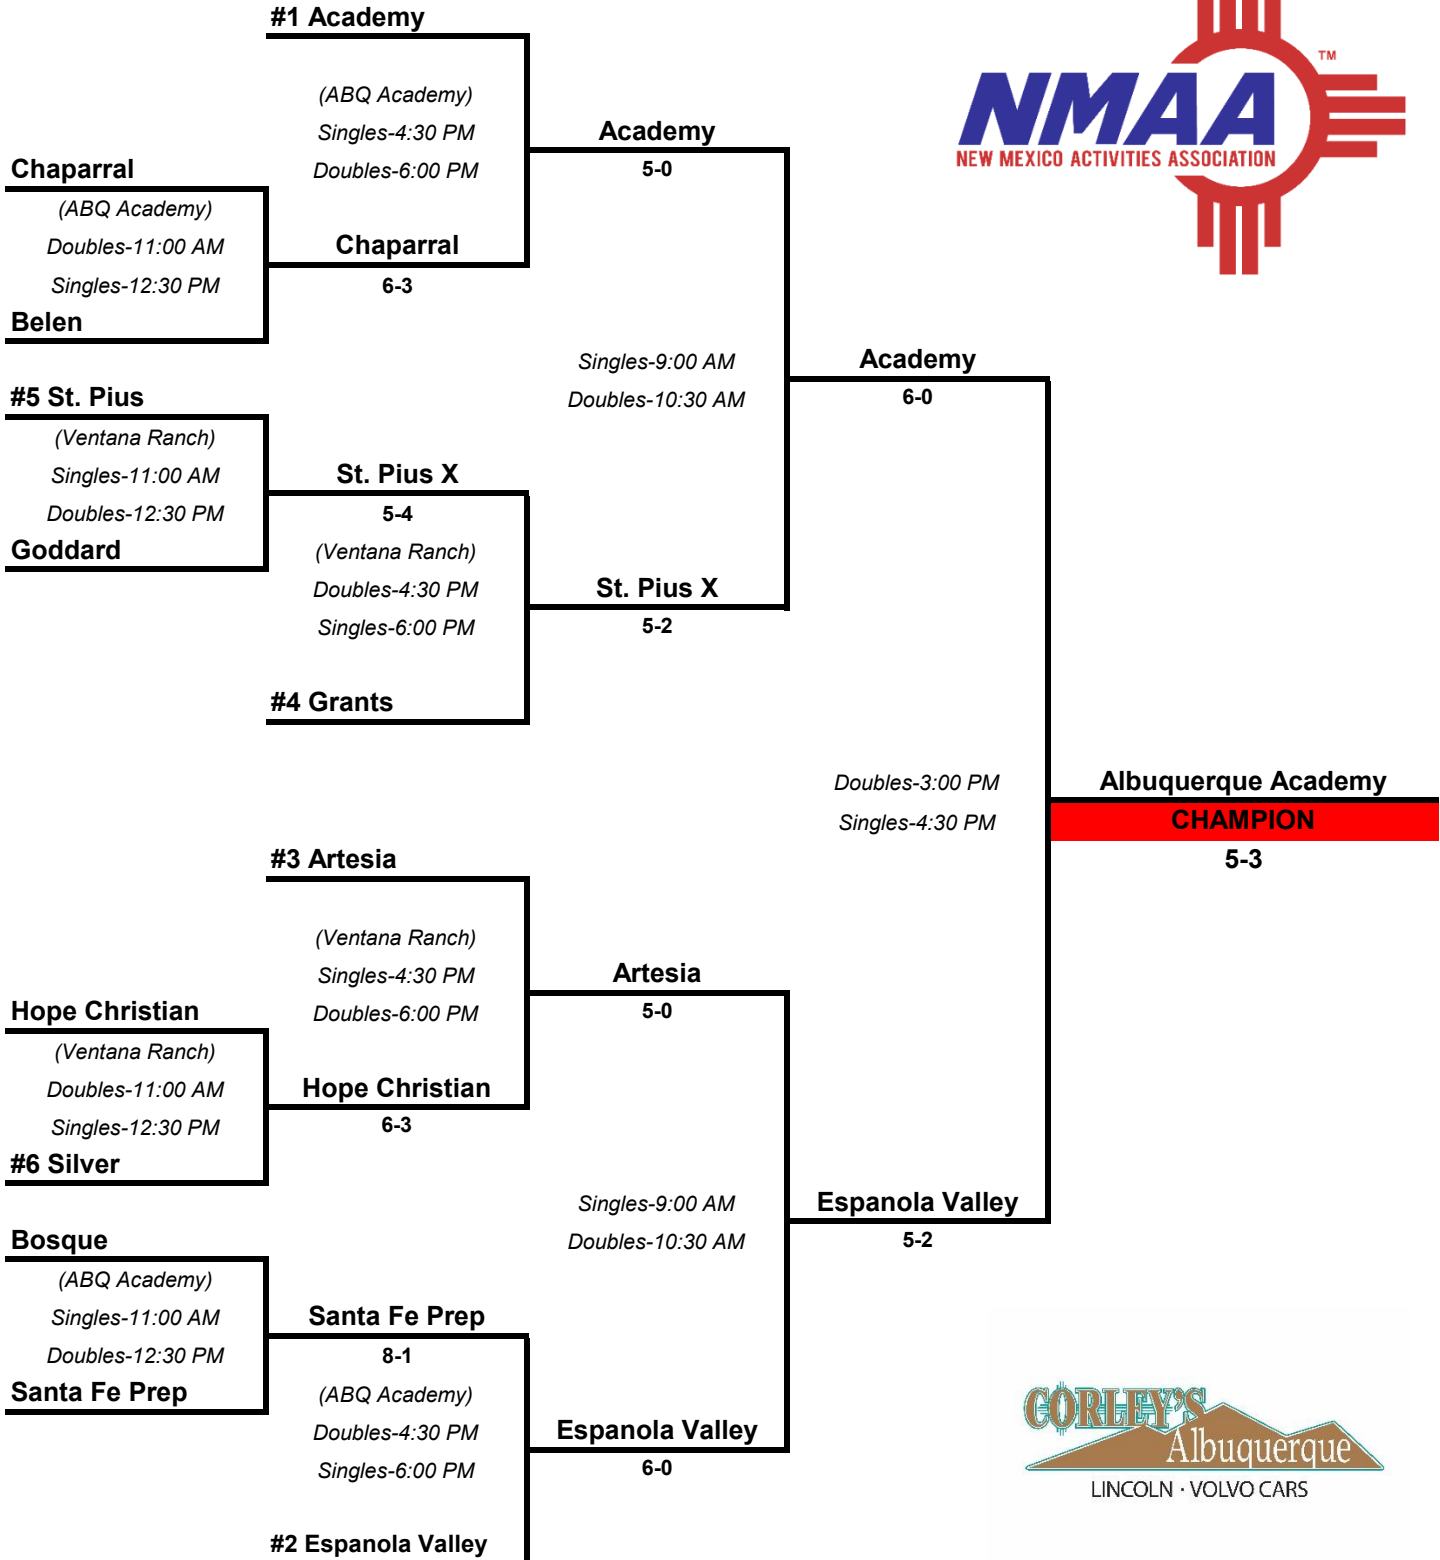 #1 Academy
(ABQ Academy)
Singles-4:30 PM
Doubles-6:00 PM
Academy
5-0
Chaparral
(ABQ Academy)
Doubles-11:00 AM
Singles-12:30 PM
Belen
Chaparral
6-3
#5 St. Pius
(Ventana Ranch)
Singles-11:00 AM
Doubles-12:30 PM
Goddard
St. Pius X
5-4
(Ventana Ranch)
Doubles-4:30 PM
Singles-6:00 PM
#4 Grants
St. Pius X
5-2
Singles-9:00 AM
Doubles-10:30 AM
Academy
6-0
NMAA
TM
NEW MEXICO ACTIVITIES ASSOCIATION
Doubles-3:00 PM
Singles-4:30 PM
Albuquerque Academy
CHAMPION
5-3
#3 Artesia
(Ventana Ranch)
Singles-4:30 PM
Doubles-6:00 PM
Artesia
5-0
Hope Christian
(Ventana Ranch)
Doubles-11:00 AM
Singles-12:30 PM
#6 Silver
Hope Christian
6-3
Singles-9:00 AM
Doubles-10:30 AM
Espanola Valley
5-2
Bosque
(ABQ Academy)
Singles-11:00 AM
Doubles-12:30 PM
Santa Fe Prep
Santa Fe Prep
8-1
(ABQ Academy)
Doubles-4:30 PM
Singles-6:00 PM
#2 Espanola Valley
Espanola Valley
6-0
CORLEY'S
Albuquerque
LINCOLN · VOLVO CARS